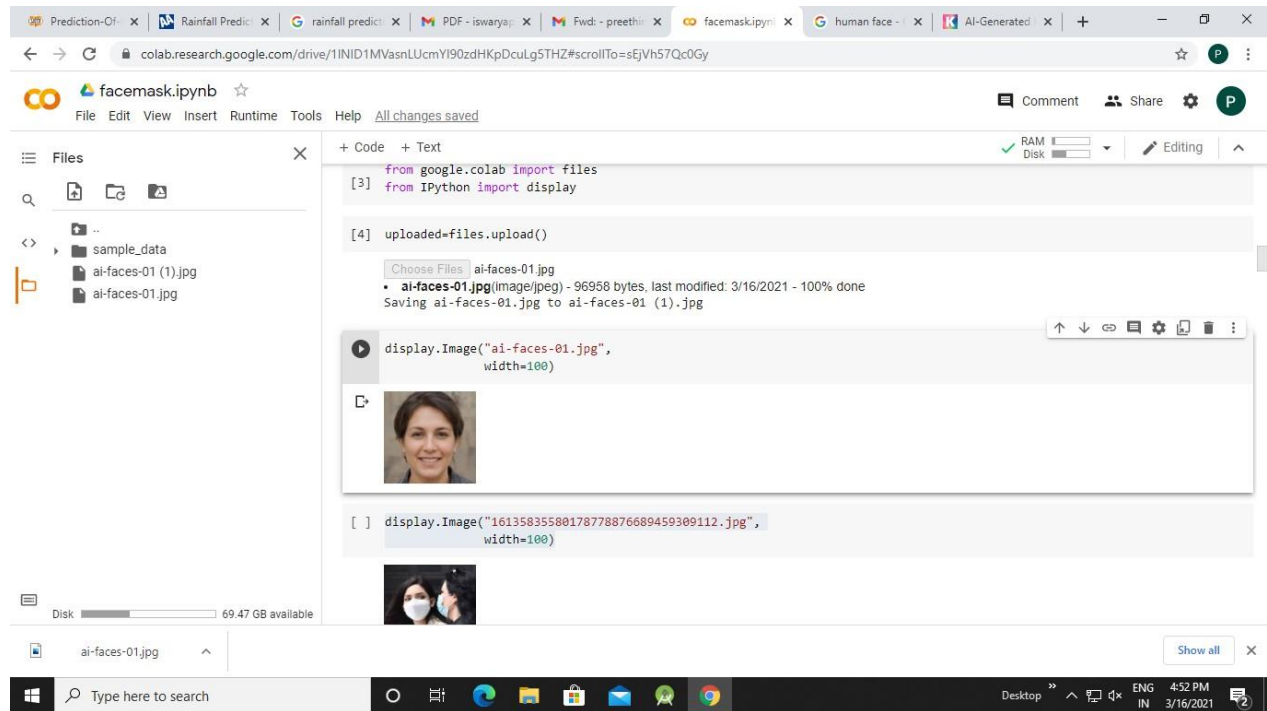 Prediction-Of-
Rainfall Predic
rainfall predict
PDF - iswaryap
Fwd: - preethin
facemask.ipynb
human face -
AI-Generated
colab.research.google.com/drive/1INID1MVasnLUcmYl90zdHKpDcuLg5THZ#scrollTo=sEjVh57Qc0Gy
P
facemask.ipynb
File Edit View Insert Runtime Tools Help All changes saved
Comment Share P
Files
+ Code + Text
RAM
Disk
Editing
..
sample_data
ai-faces-01 (1).jpg
ai-faces-01.jpg
from google.colab import files
[3] from IPython import display
[4] uploaded=files.upload()
Choose Files ai-faces-01.jpg
• ai-faces-01.jpg(image/jpeg) - 96958 bytes, last modified: 3/16/2021 - 100% done
Saving ai-faces-01.jpg to ai-faces-01 (1).jpg
display.Image("ai-faces-01.jpg",
width=100)
[ ] display.Image("16135835580178778876689459309112.jpg",
width=100)
Disk 69.47 GB available
ai-faces-01.jpg
Show all
Type here to search
Desktop
ENG
IN
4:52 PM
3/16/2021
2